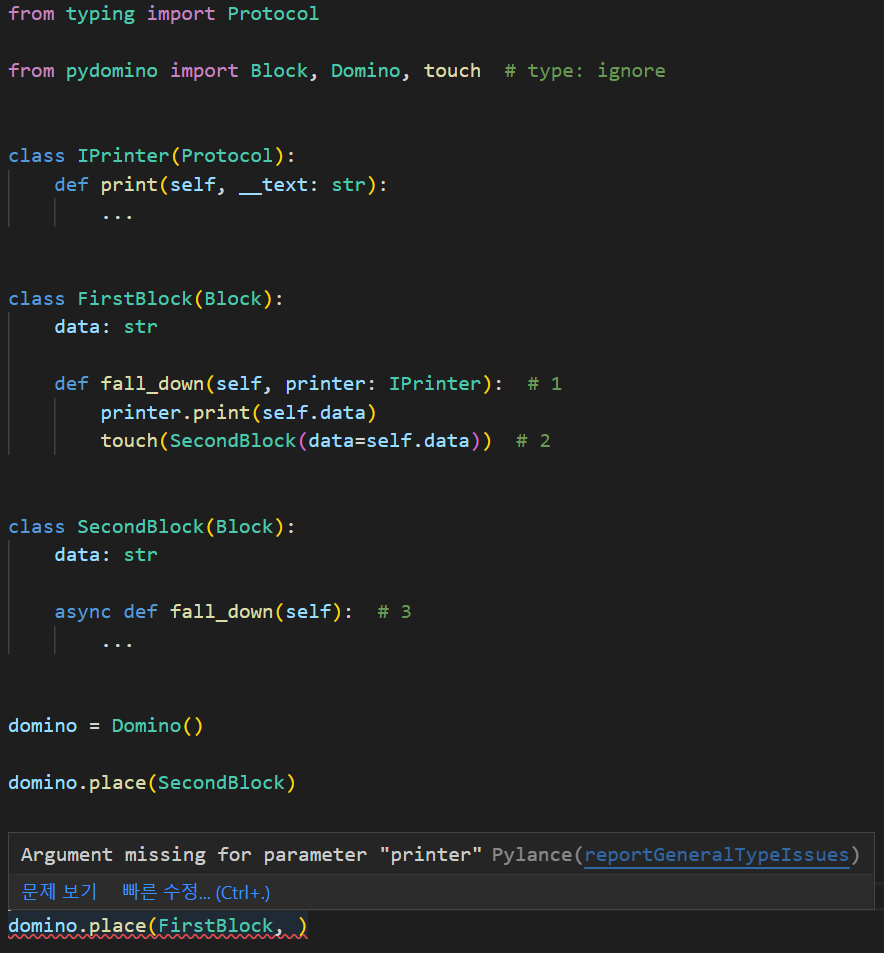 from typing import Protocol
from pydomino import Block, Domino, touch  # type: ignore
class IPrinter(Protocol):
    def print(self, __text: str):
        ...
class FirstBlock(Block):
    data: str
    def fall_down(self, printer: IPrinter):  # 1
        printer.print(self.data)
        touch(SecondBlock(data=self.data))  # 2
class SecondBlock(Block):
    data: str
    async def fall_down(self):  # 3
        ...
domino = Domino()
domino.place(SecondBlock)
Argument missing for parameter "printer" Pylance(reportGeneralTypeIssues)
문제 보기 빠른 수정... (Ctrl+.)
domino.place(FirstBlock, )